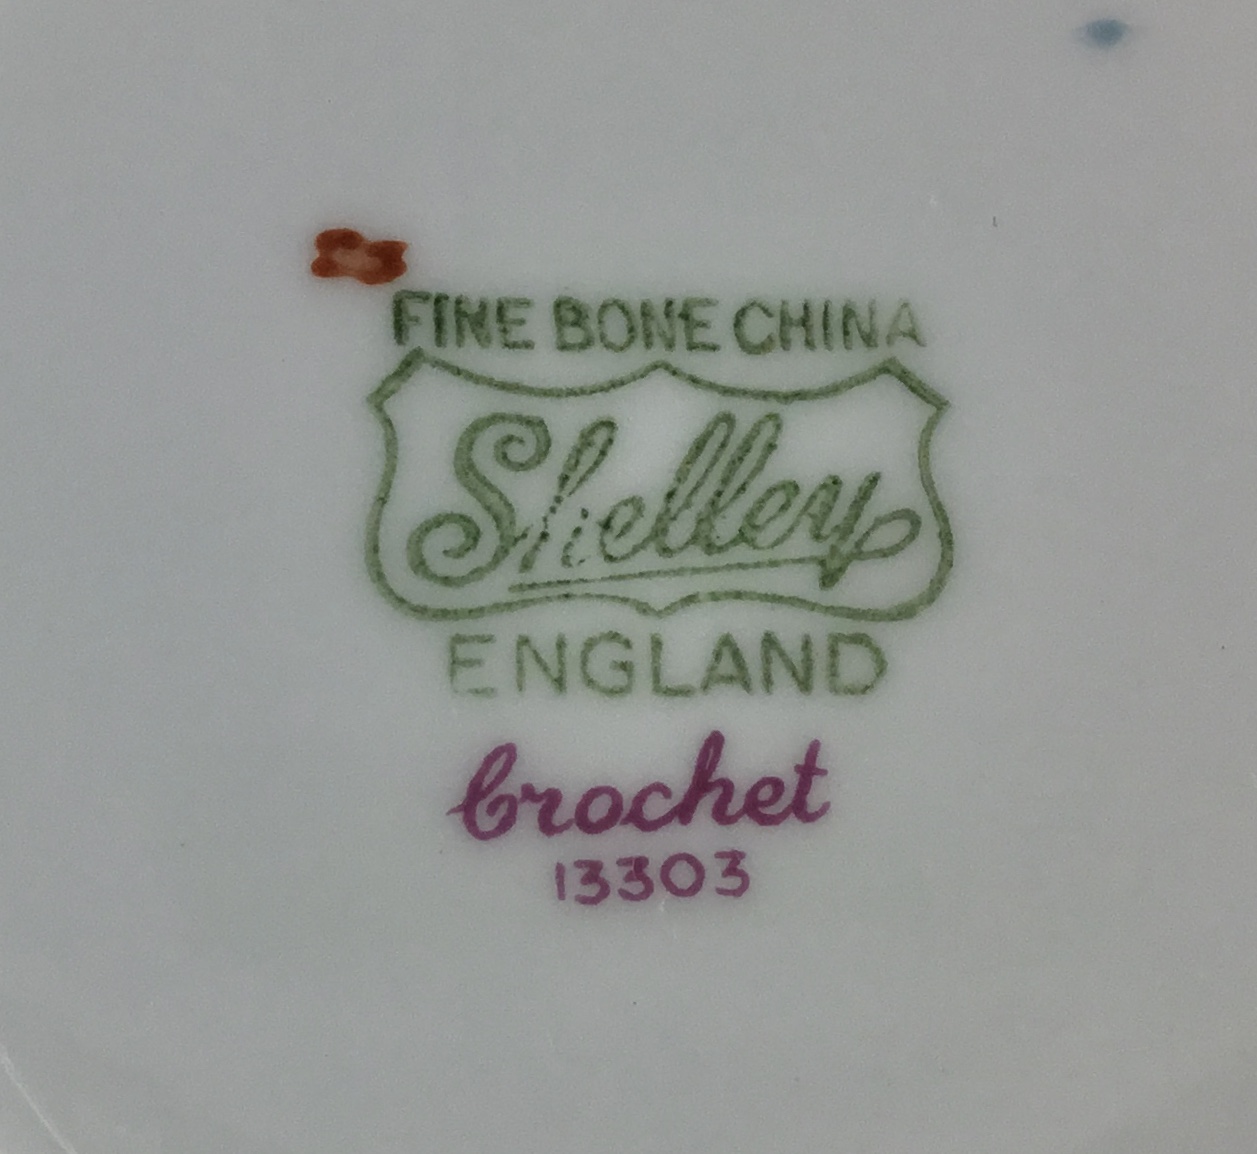 FINE BONE CHINA
Shelley
ENGLAND
Crochet
13303